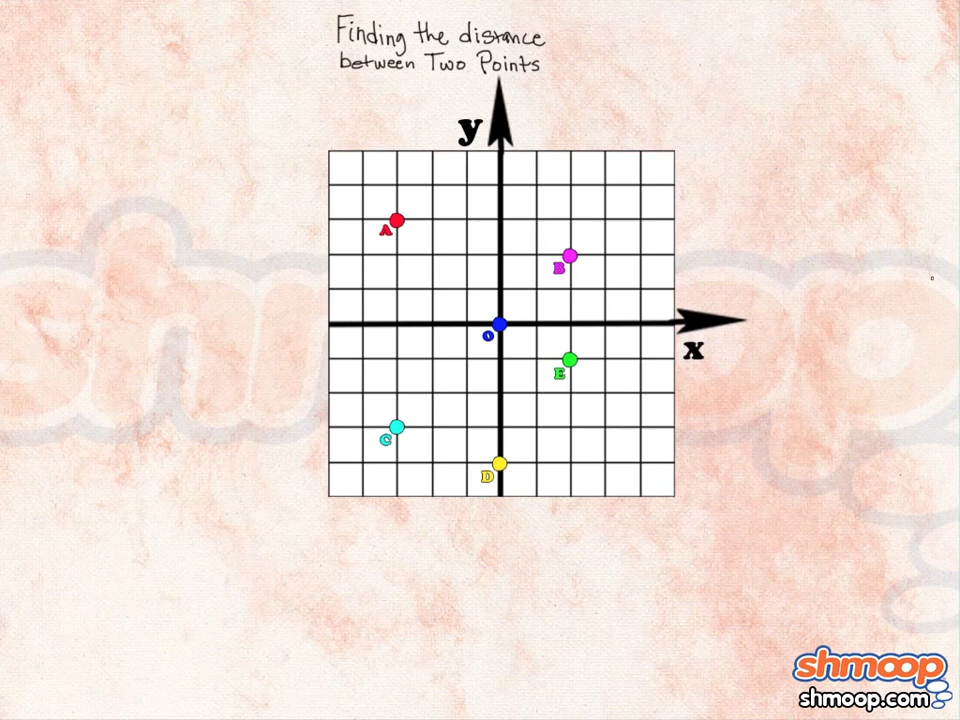 Finding the distance
between Two Points
y
A
B
O
x
E
C
D
shmoop
shmoop.com